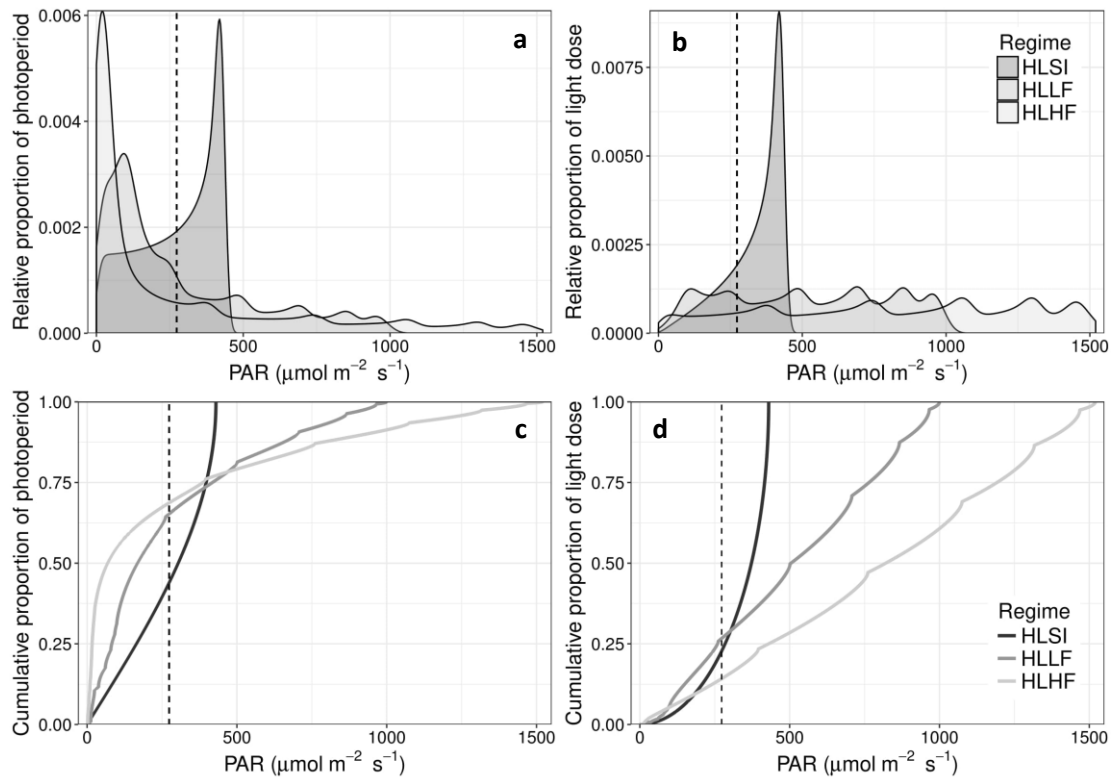 a
Relative proportion of photoperiod
0.006
0.004
0.002
0.000
0 500 1000 1500
PAR (μmol m⁻² s⁻¹)
b
Relative proportion of light dose
0.0075
0.0050
0.0025
0.000
0 500 1000 1500
PAR (μmol m⁻² s⁻¹)
Regime
HLSI
HLLF
HLHF
c
Cumulative proportion of photoperiod
1.00
0.75
0.50
0.25
0.00
0 500 1000 1500
PAR (μmol m⁻² s⁻¹)
d
Cumulative proportion of light dose
1.00
0.75
0.50
0.25
0.00
0 500 1000 1500
PAR (μmol m⁻² s⁻¹)
Regime
HLSI
HLLF
HLHF